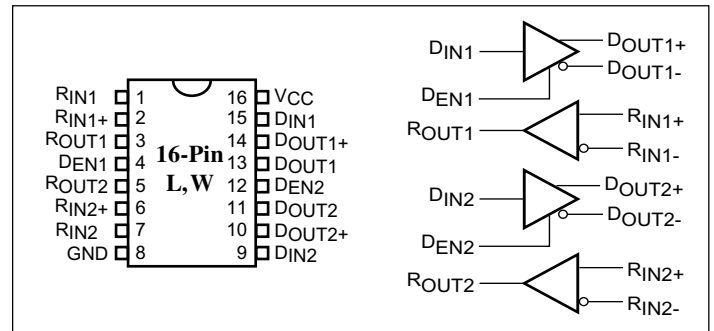 RIN1 1 16 VCC
RIN1+ 2 15 DIN1
ROUT1 3 14 DOUT1+
DEN1 4 13 DOUT1
ROUT2 5 12 DEN2
RIN2+ 6 11 DOUT2
RIN2 7 10 DOUT2+
GND 8 9 DIN2
16-Pin
L,W
DIN1
DOUT1+
DOUT1-
DEN1
ROUT1
RIN1+
RIN1-
DIN2
DOUT2+
DOUT2-
DEN2
ROUT2
RIN2+
RIN2-